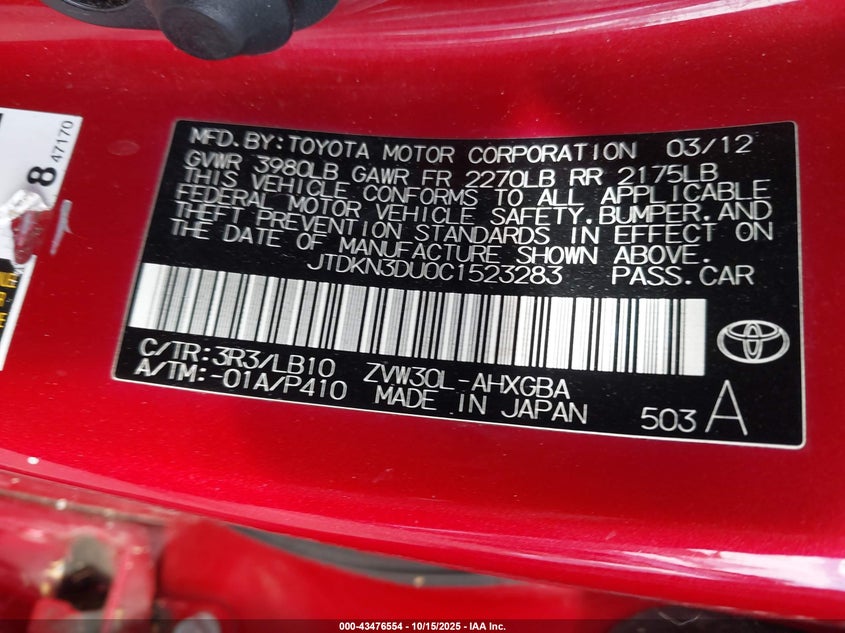 8 47170
MFD.BY:TOYOTA MOTOR CORPORATION 03/12
GVWR 3980LB GAWR FR 2270LB RR 2175LB
THIS VEHICLE CONFORMS TO ALL APPLICABLE
FEDERAL MOTOR VEHICLE SAFETY.BUMPER.AND
THEFT PREVENTION STANDARDS IN EFFECT ON
THE DATE OF MANUFACTURE SHOWN ABOVE.
JTDKN3DU0C1523283 PASS.CAR
C/TR:3R3/LB10 ZVW30L-AHXGBA
A/TM:-01A/P410 MADE IN JAPAN 503 A
000-43476554 - 10/15/2025 - IAA Inc.